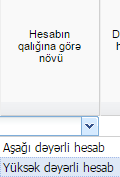 Hesabın
qalığına görə
növü
D
h
Aşağı dəyərli hesab
Yüksək dəyərli hesab